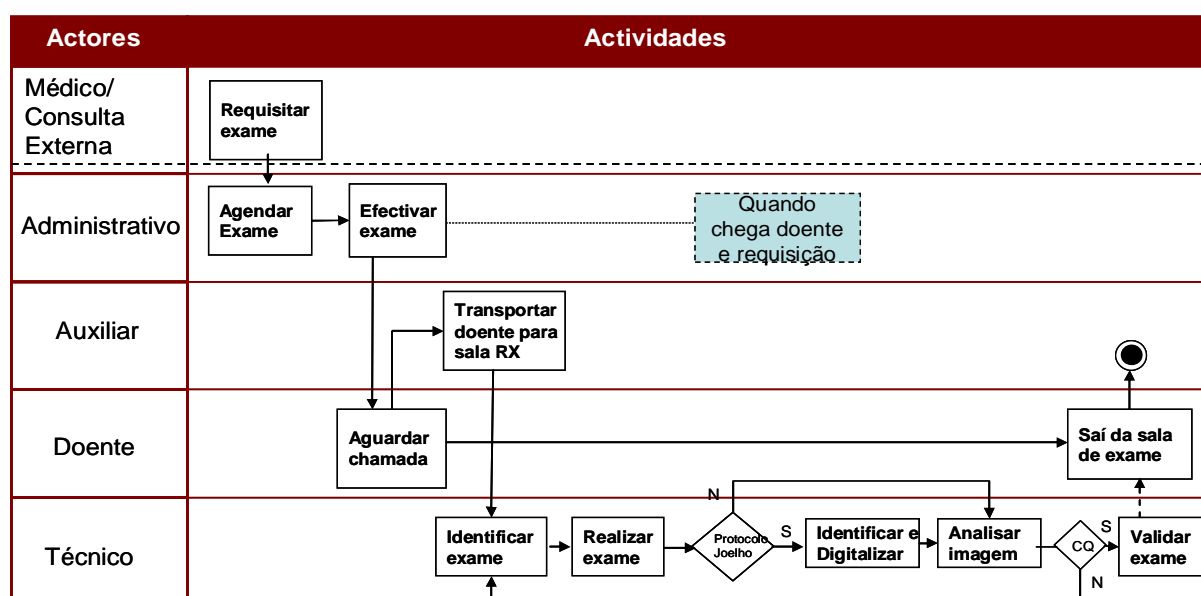 Actores
Actividades
Médico/
Consulta
Externa
Requisitar
exame
Administrativo
Agendar
Exame
Efectivar
exame
Quando
chega doente
e requisição
Auxiliar
Transportar
doente para
sala RX
Doente
Aguardar
chamada
Saí da sala
de exame
Técnico
Identificar
exame
Realizar
exame
Protocolo
Joelho
N
S
Identificar e
Digitalizar
Analisar
imagem
CQ
S
N
Validar
exame